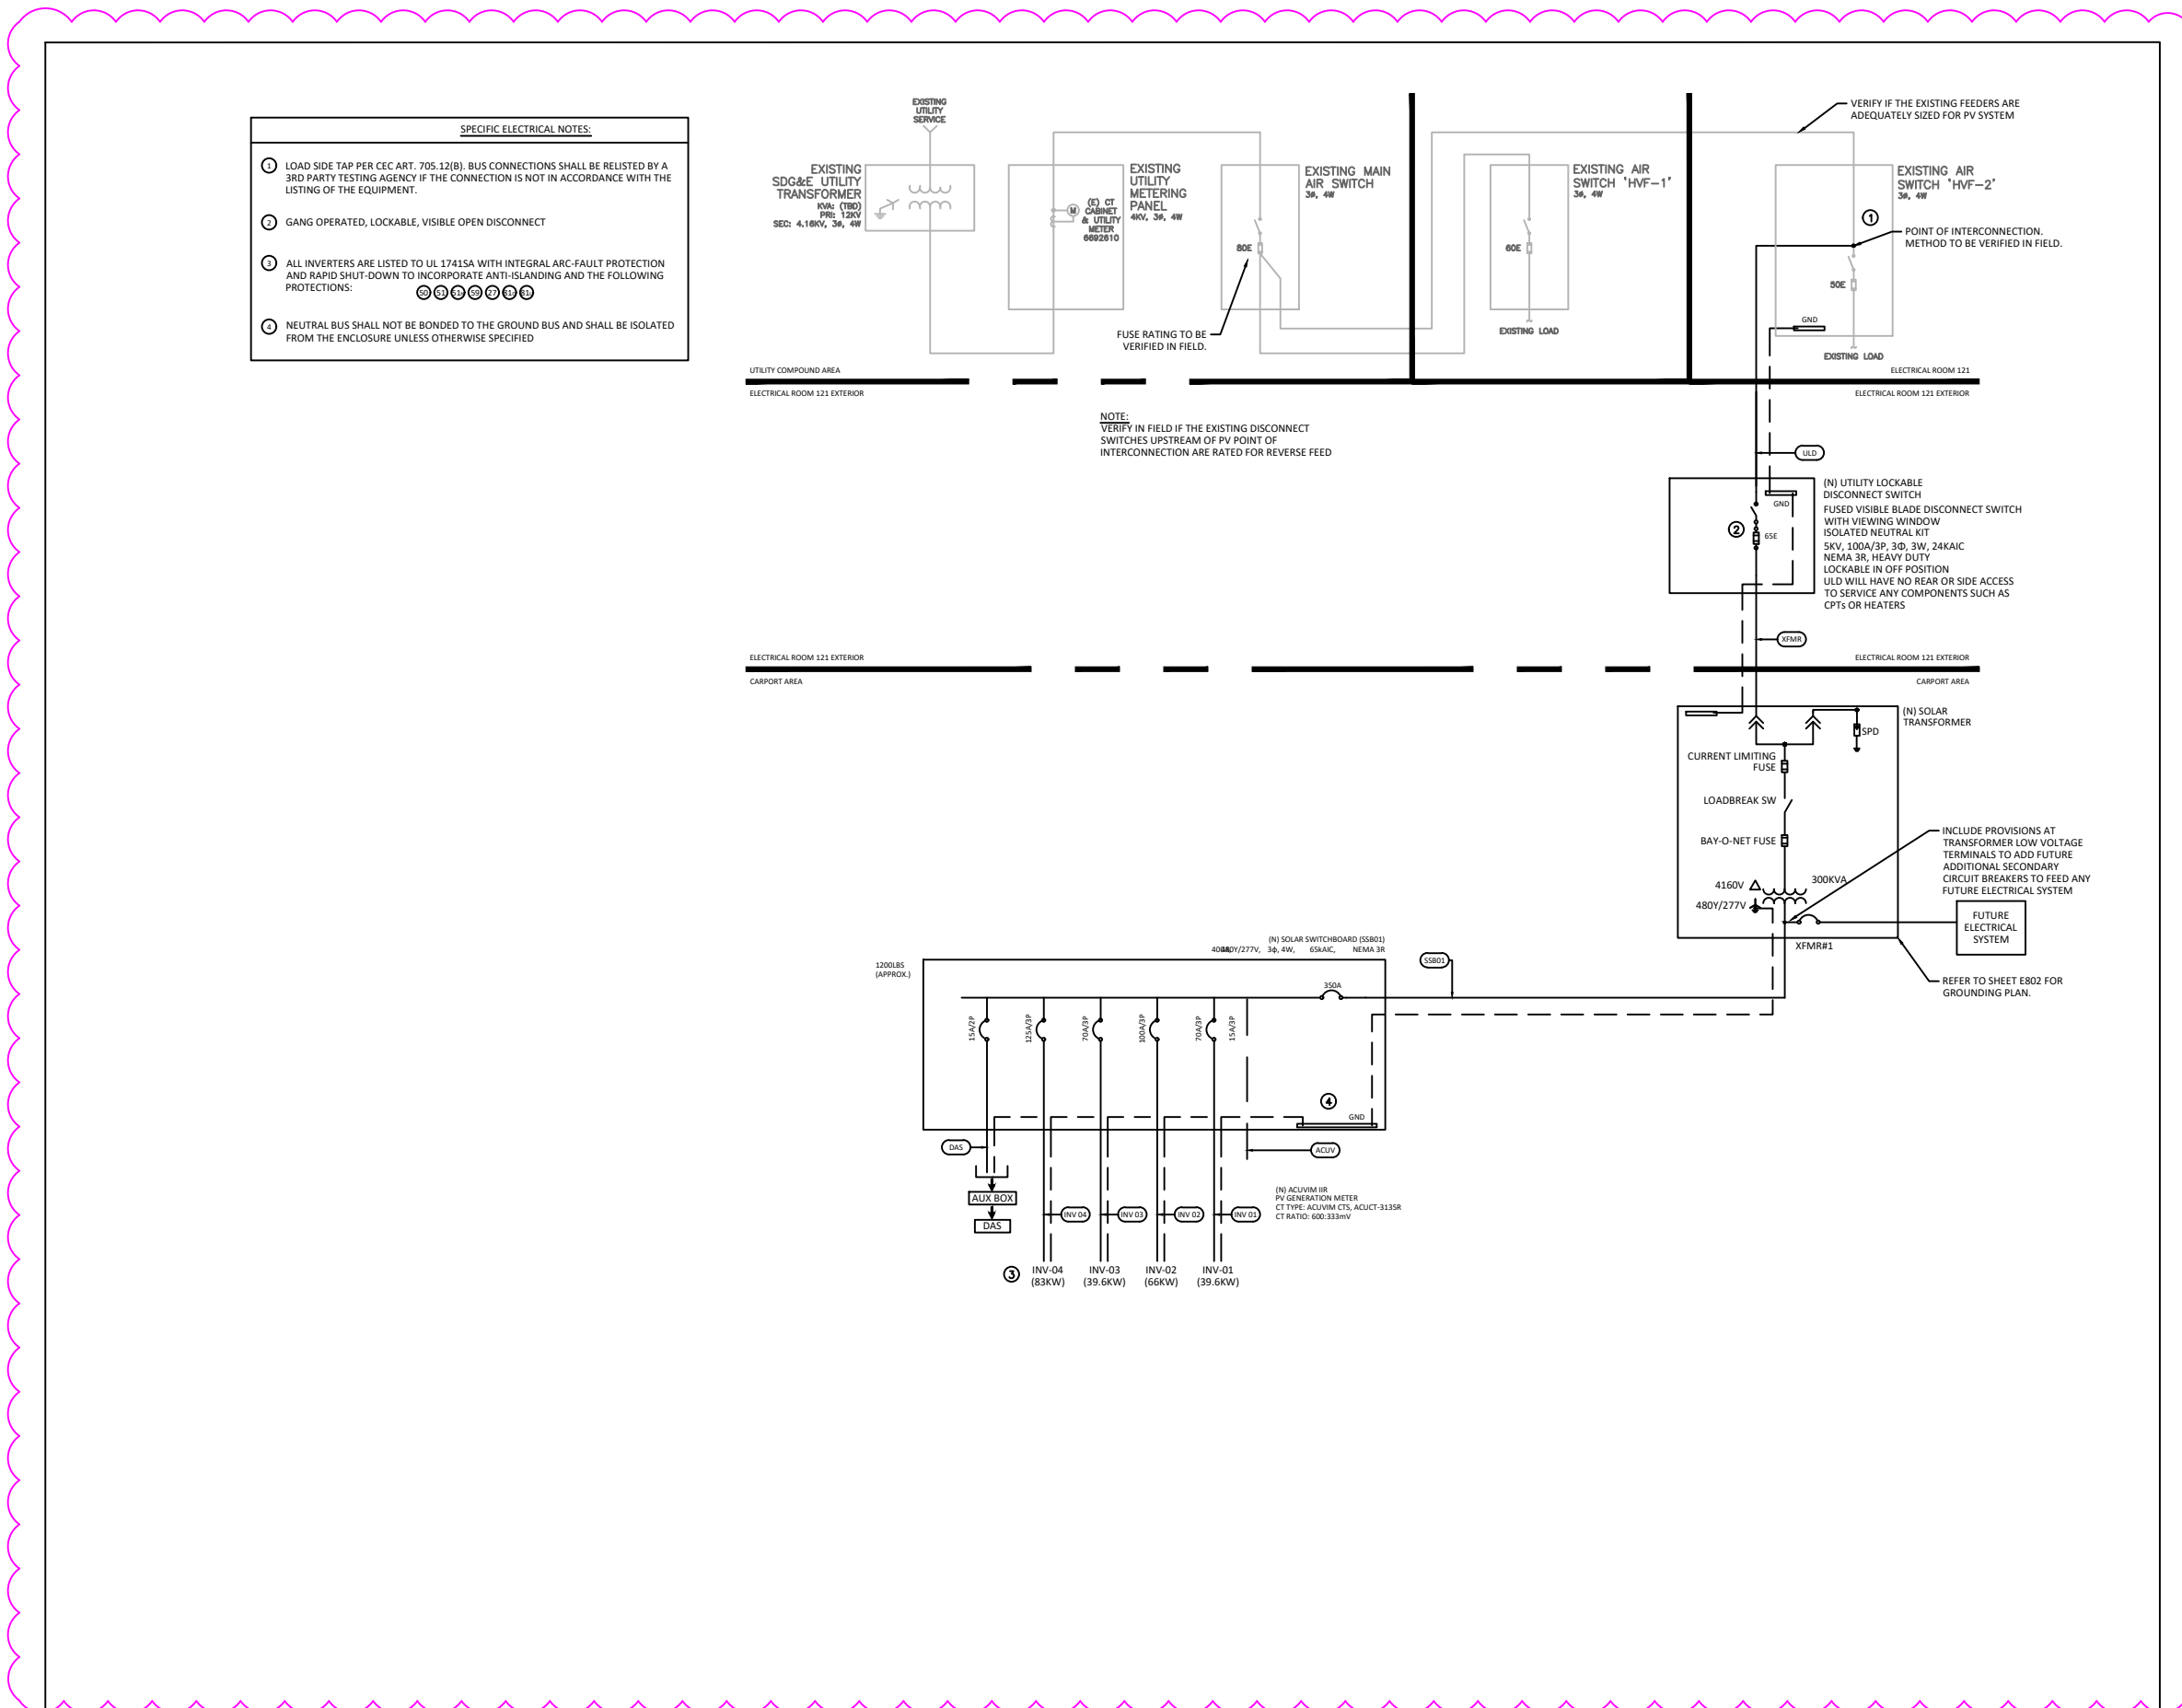 SPECIFIC ELECTRICAL NOTES:
1 LOAD SIDE TAP PER CEC ART. 705.12(B). BUS CONNECTIONS SHALL BE RELISTED BY A
3RD PARTY TESTING AGENCY IF THE CONNECTION IS NOT IN ACCORDANCE WITH THE
LISTING OF THE EQUIPMENT.
2 GANG OPERATED, LOCKABLE, VISIBLE OPEN DISCONNECT
3 ALL INVERTERS ARE LISTED TO UL 1741SA WITH INTEGRAL ARC-FAULT PROTECTION
AND RAPID SHUT-DOWN TO INCORPORATE ANTI-ISLANDING AND THE FOLLOWING
PROTECTIONS:
50 51 59 27
4 NEUTRAL BUS SHALL NOT BE BONDED TO THE GROUND BUS AND SHALL BE ISOLATED
FROM THE ENCLOSURE UNLESS OTHERWISE SPECIFIED
EXISTING
UTILITY
SERVICE
EXISTING
SDG&E UTILITY
TRANSFORMER
KVA: (TBD)
PRI: 12KV
SEC: 4.16KV, 3ø, 4W
M
(E) CT
CABINET
& UTILITY
METER
6692610
EXISTING
UTILITY
METERING
PANEL
4KV, 3ø, 4W
EXISTING MAIN
AIR SWITCH
3ø, 4W
80E
FUSE RATING TO BE
VERIFIED IN FIELD.
EXISTING AIR
SWITCH 'HVF-1'
3ø, 4W
60E
EXISTING LOAD
VERIFY IF THE EXISTING FEEDERS ARE
ADEQUATELY SIZED FOR PV SYSTEM
EXISTING AIR
SWITCH 'HVF-2'
3ø, 4W
1
POINT OF INTERCONNECTION.
METHOD TO BE VERIFIED IN FIELD.
50E
GND
EXISTING LOAD
UTILITY COMPOUND AREA
ELECTRICAL ROOM 121
ELECTRICAL ROOM 121 EXTERIOR
ELECTRICAL ROOM 121 EXTERIOR
NOTE:
VERIFY IN FIELD IF THE EXISTING DISCONNECT
SWITCHES UPSTREAM OF PV POINT OF
INTERCONNECTION ARE RATED FOR REVERSE FEED
ULD
GND
2
65E
(N) UTILITY LOCKABLE
DISCONNECT SWITCH
FUSED VISIBLE BLADE DISCONNECT SWITCH
WITH VIEWING WINDOW
ISOLATED NEUTRAL KIT
5KV, 100A/3P, 3Φ, 3W, 24KAIC
NEMA 3R, HEAVY DUTY
LOCKABLE IN OFF POSITION
ULD WILL HAVE NO REAR OR SIDE ACCESS
TO SERVICE ANY COMPONENTS SUCH AS
CPTs OR HEATERS
XFMR
ELECTRICAL ROOM 121 EXTERIOR
ELECTRICAL ROOM 121 EXTERIOR
CARPORT AREA
CARPORT AREA
(N) SOLAR
TRANSFORMER
SPD
CURRENT LIMITING
FUSE
LOADBREAK SW
BAY-O-NET FUSE
4160V
300KVA
480Y/277V
XFMR#1
INCLUDE PROVISIONS AT
TRANSFORMER LOW VOLTAGE
TERMINALS TO ADD FUTURE
ADDITIONAL SECONDARY
CIRCUIT BREAKERS TO FEED ANY
FUTURE ELECTRICAL SYSTEM
FUTURE
ELECTRICAL
SYSTEM
REFER TO SHEET E802 FOR
GROUNDING PLAN.
(N) SOLAR SWITCHBOARD (SSB01)
3ϕ, 4W, 65kAIC, NEMA 3R
1200LBS
(APPROX.)
SSB01
350A
15A/2P
125A/3P
70A/3P
100A/3P
70A/3P
15A/3P
4
GND
DAS
ACUV
AUX BOX
DAS
INV 04
INV 03
INV 02
INV 01
(N) ACUVIM IIR
PV GENERATION METER
CT TYPE: ACUVIM CTS, ACUCT-313SR
CT RATIO: 600:333mV
3
INV-04
(83KW)
INV-03
(39.6KW)
INV-02
(66KW)
INV-01
(39.6KW)